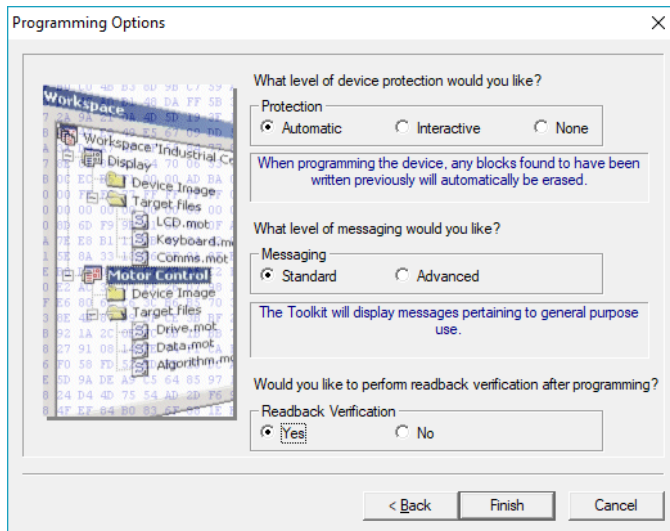 Programming Options
What level of device protection would you like?
Protection
Automatic
Interactive
None
When programming the device, any blocks found to have been
written previously will automatically be erased.
What level of messaging would you like?
Messaging
Standard
Advanced
The Toolkit will display messages pertaining to general purpose
use.
Would you like to perform readback verification after programming?
Readback Verification
Yes
No
< Back
Finish
Cancel
Workspace
Workspace 'Industrial Ce
Display
Device Image
Target files
LCD.mot
Keyboard.m
Comms.mot
Motor Control
Device Image
Target files
Drive.mot
Data.mot
Algorithm.mo